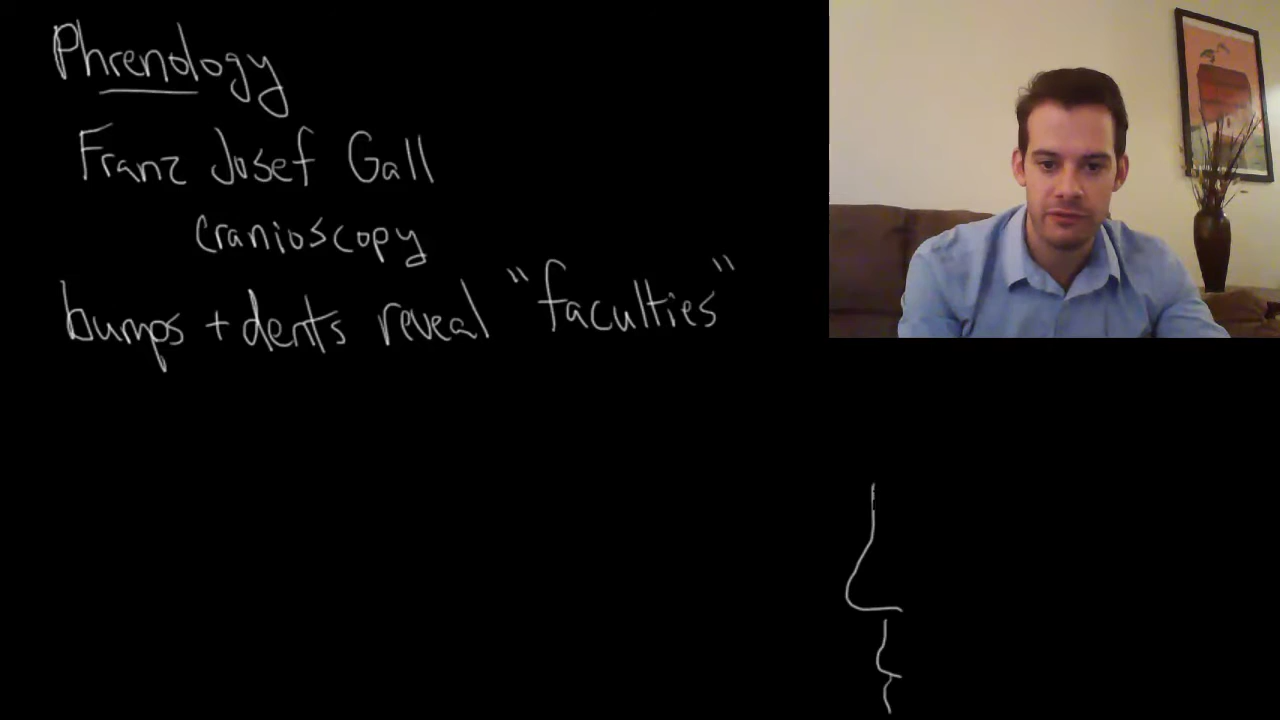 Phrenology
Franz Josef Gall
cranioscopy
bumps + dents reveal "faculties"